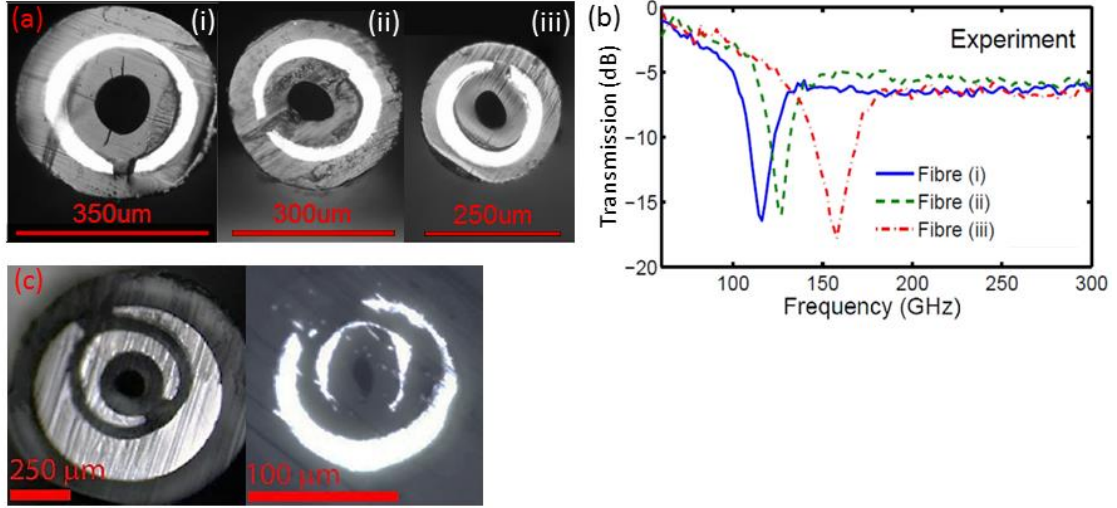 (a)
(i)
(ii)
(iii)
350um
300um
250um
(b)
Experiment
Transmission (dB)
0
−5
−10
−15
−20
Fibre (i)
Fibre (ii)
Fibre (iii)
100
150
200
250
300
Frequency (GHz)
(c)
250 µm
100 µm